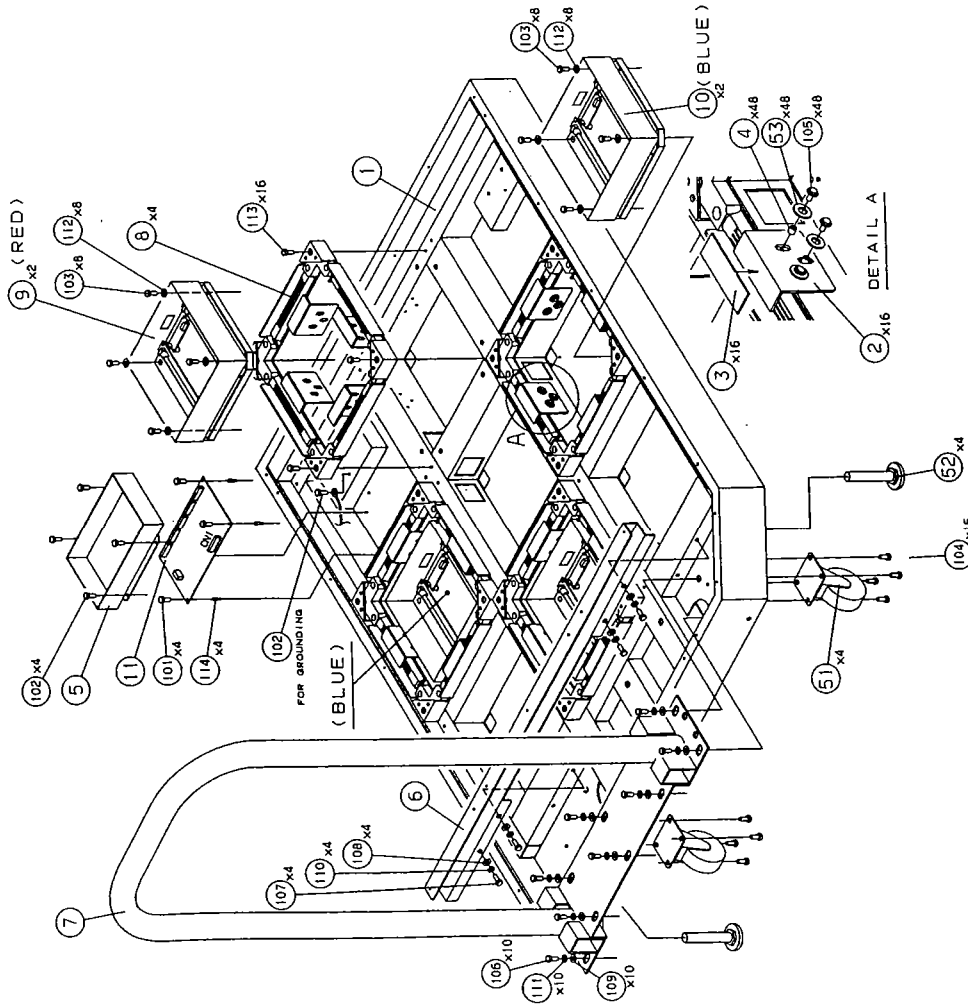 9 x2 (RED)
103 x8
112 x8
8 x4
113 x16
1
103 x8
112 x8
10 (BLUE) x2
4 x48
53 x48
105 x48
3 x16
2 x16
DETAIL A
A
102 x4
5
11
CN1
101 x4
114 x4
102
FOR GROUNDING
(BLUE)
7
6
107 x4
110 x4
108 x4
106 x10
111 x10
109 x10
52 x4
104 x16
51 x4